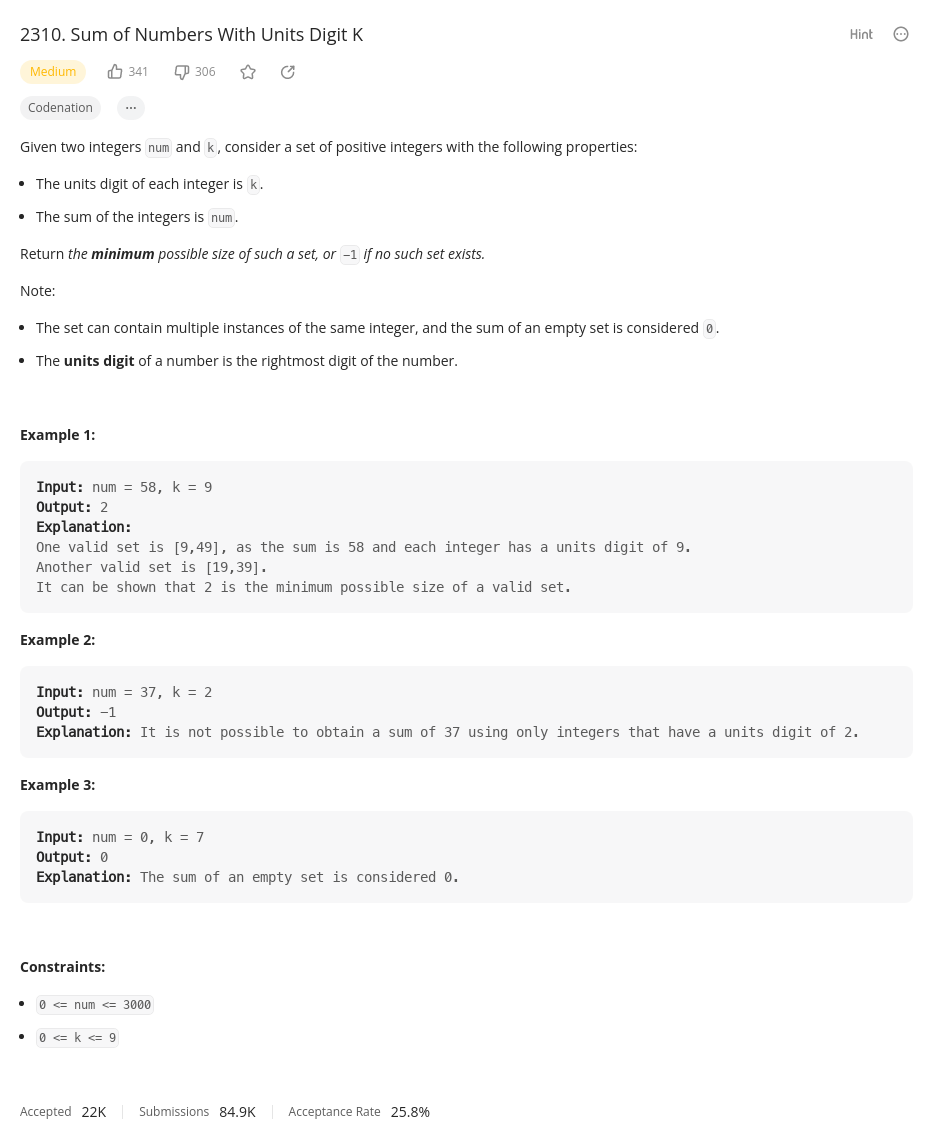 2310. Sum of Numbers With Units Digit K
Hint
Medium 341 306
Codenation ...
Given two integers num and k, consider a set of positive integers with the following properties:
• The units digit of each integer is k.
• The sum of the integers is num.
Return the minimum possible size of such a set, or -1 if no such set exists.
Note:
• The set can contain multiple instances of the same integer, and the sum of an empty set is considered 0.
• The units digit of a number is the rightmost digit of the number.
Example 1:
Input: num = 58, k = 9
Output: 2
Explanation:
One valid set is [9,49], as the sum is 58 and each integer has a units digit of 9.
Another valid set is [19,39].
It can be shown that 2 is the minimum possible size of a valid set.
Example 2:
Input: num = 37, k = 2
Output: -1
Explanation: It is not possible to obtain a sum of 37 using only integers that have a units digit of 2.
Example 3:
Input: num = 0, k = 7
Output: 0
Explanation: The sum of an empty set is considered 0.
Constraints:
• 0 <= num <= 3000
• 0 <= k <= 9
Accepted 22K Submissions 84.9K Acceptance Rate 25.8%